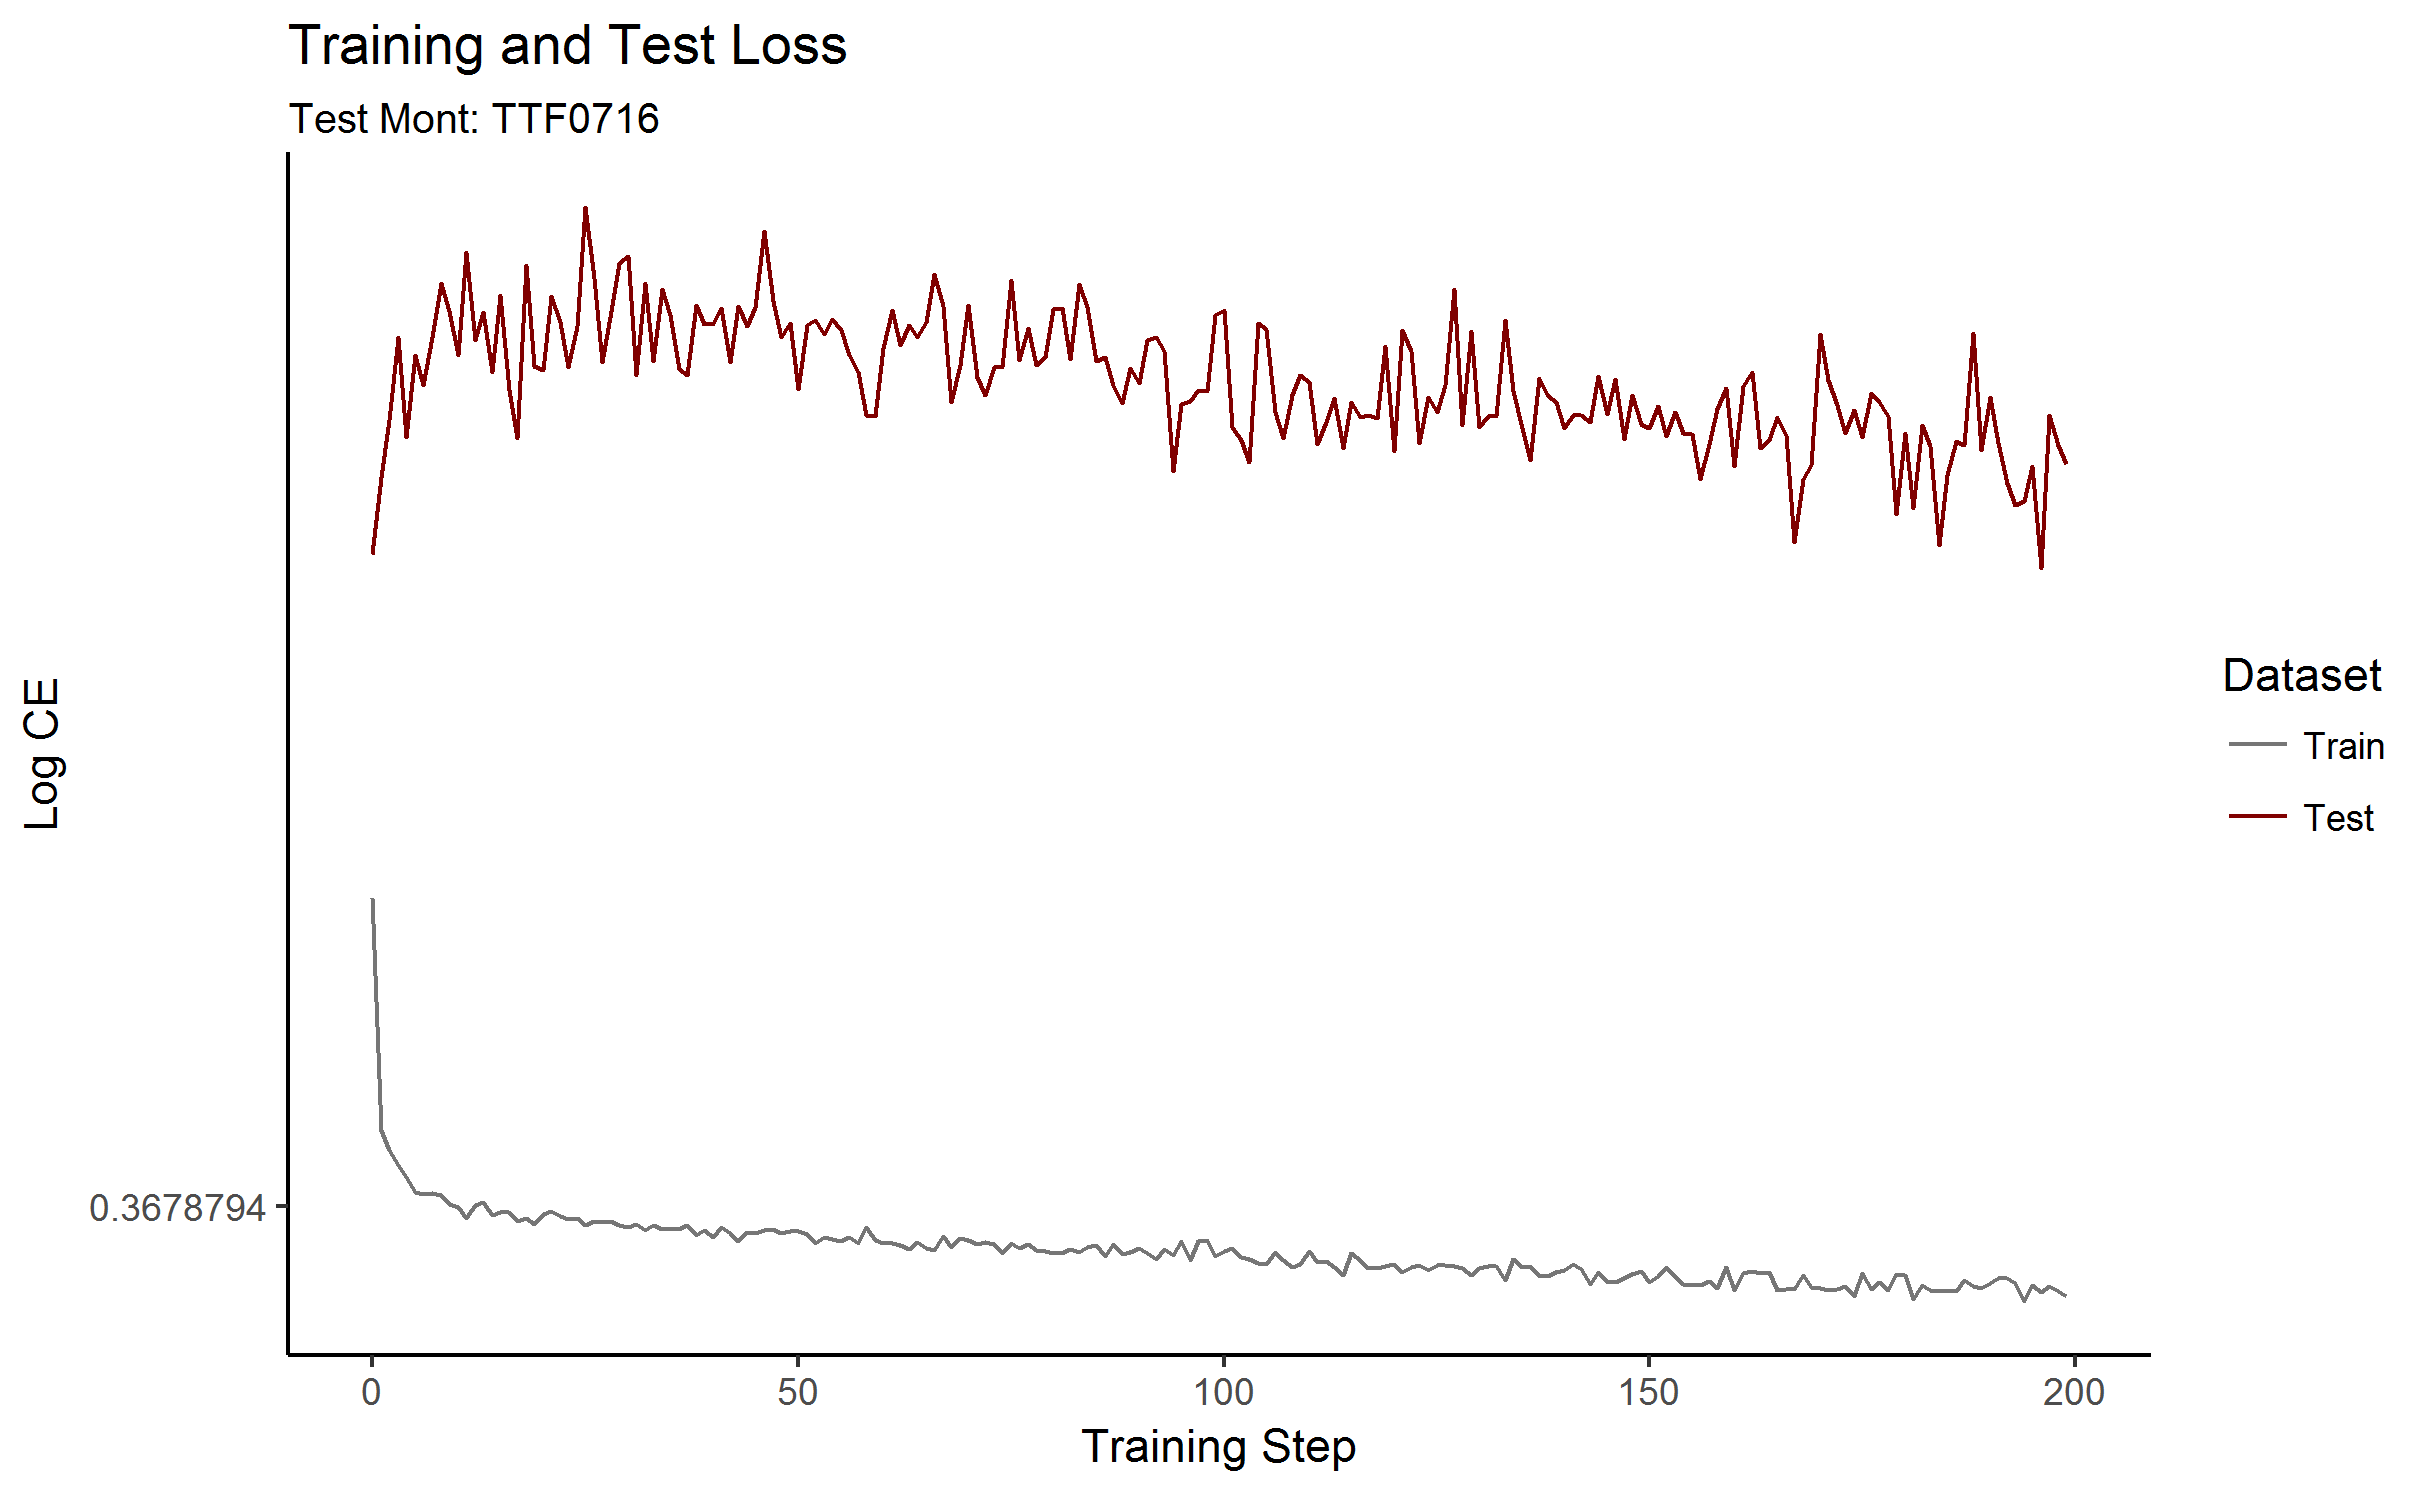 Training and Test Loss
Test Mont: TTF0716
Log CE
0.3678794
0 50 100 150 200
Training Step
Dataset
Train
Test